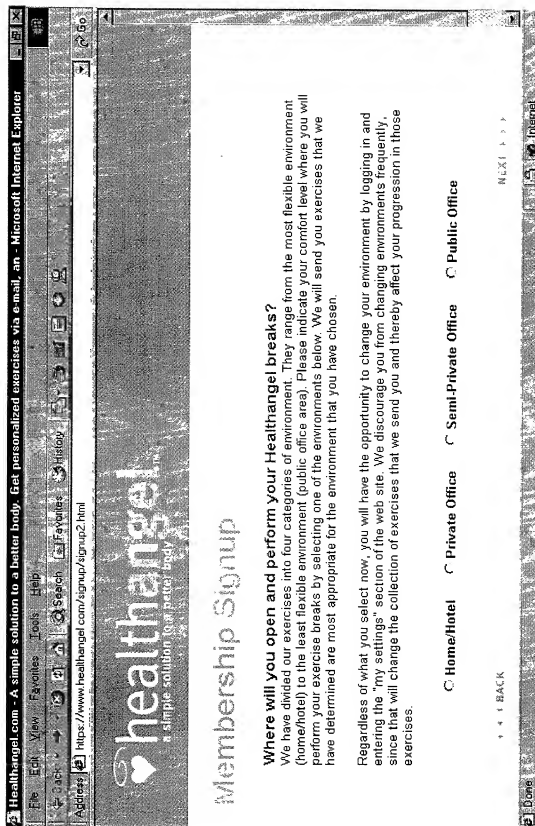 Healthangel.com - A simple solution to a better body. Get personalized exercises via e-mail, an - Microsoft Internet Explorer
File Edit View Favorites Tools Help
Back Search Favorites History
Address https://www.healthangel.com/signup/signup2.html Go
healthangel
a simple solution to a better body
Membership Signup
Where will you open and perform your Healthangel breaks?
We have divided our exercises into four categories of environment. They range from the most flexible environment
(home/hotel) to the least flexible environment (public office area). Please indicate your comfort level where you will
perform your exercise breaks by selecting one of the environments below. We will send you exercises that we
have determined are most appropriate for the environment that you have chosen.
Regardless of what you select now, you will have the opportunity to change your environment by logging in and
entering the "my settings" section of the web site. We discourage you from changing environments frequently,
since that will change the collection of exercises that we send you and thereby affect your progression in those
exercises.
Home/Hotel Private Office Semi-Private Office Public Office
BACK NEXT
Done Internet